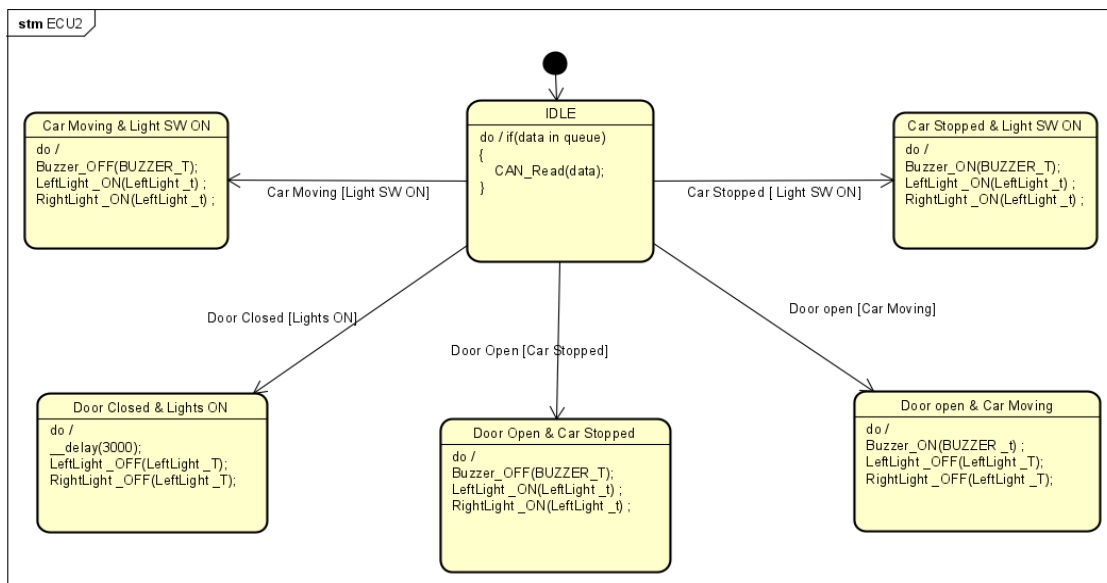 stm ECU2
IDLE
do / if(data in queue)
{
CAN_Read(data);
}
Car Moving & Light SW ON
do /
Buzzer_OFF(BUZZER_T);
LeftLight _ON(LeftLight _t) ;
RightLight _ON(LeftLight _t) ;
Car Moving [Light SW ON]
Car Stopped [ Light SW ON]
Car Stopped & Light SW ON
do /
Buzzer_ON(BUZZER_T);
LeftLight _ON(LeftLight _t) ;
RightLight _ON(LeftLight _t) ;
Door Closed [Lights ON]
Door Open [Car Stopped]
Door open [Car Moving]
Door Closed & Lights ON
do /
__delay(3000);
LeftLight _OFF(LeftLight _T);
RightLight _OFF(LeftLight _T);
Door Open & Car Stopped
do /
Buzzer_OFF(BUZZER_T);
LeftLight _ON(LeftLight _t) ;
RightLight _ON(LeftLight _t) ;
Door open & Car Moving
do /
Buzzer_ON(BUZZER _t) ;
LeftLight _OFF(LeftLight _T);
RightLight _OFF(LeftLight _T);